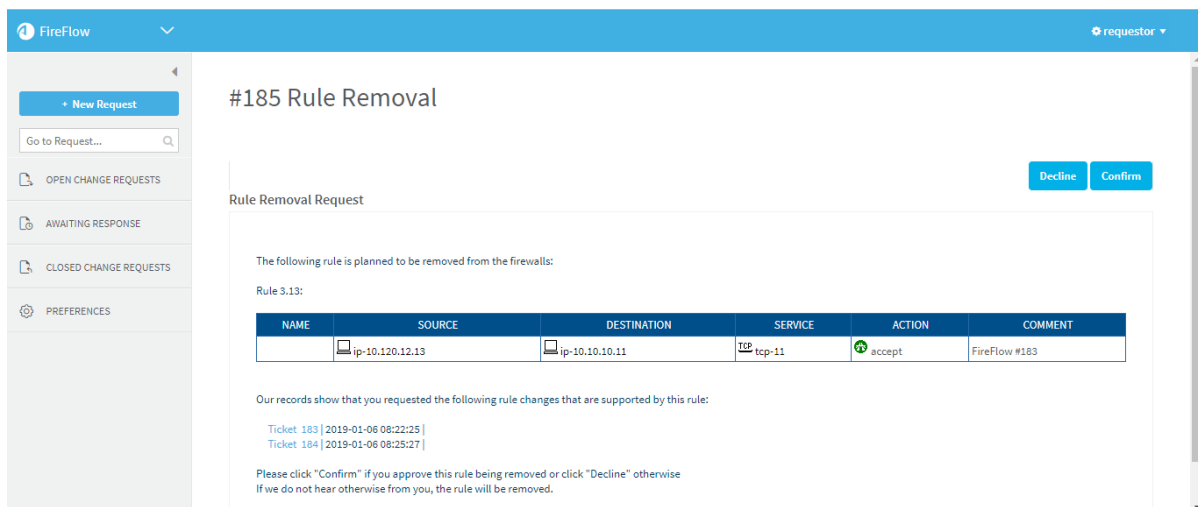 FireFlow
requestor
+ New Request
Go to Request...
OPEN CHANGE REQUESTS
AWAITING RESPONSE
CLOSED CHANGE REQUESTS
PREFERENCES
#185 Rule Removal
Decline Confirm
Rule Removal Request
The following rule is planned to be removed from the firewalls:
Rule 3.13:
NAME SOURCE DESTINATION SERVICE ACTION COMMENT
ip-10.120.12.13 ip-10.10.10.11 TCP tcp-11 accept FireFlow #183
Our records show that you requested the following rule changes that are supported by this rule:
Ticket 183 | 2019-01-06 08:22:25 |
Ticket 184 | 2019-01-06 08:25:27 |
Please click "Confirm" if you approve this rule being removed or click "Decline" otherwise
If we do not hear otherwise from you, the rule will be removed.